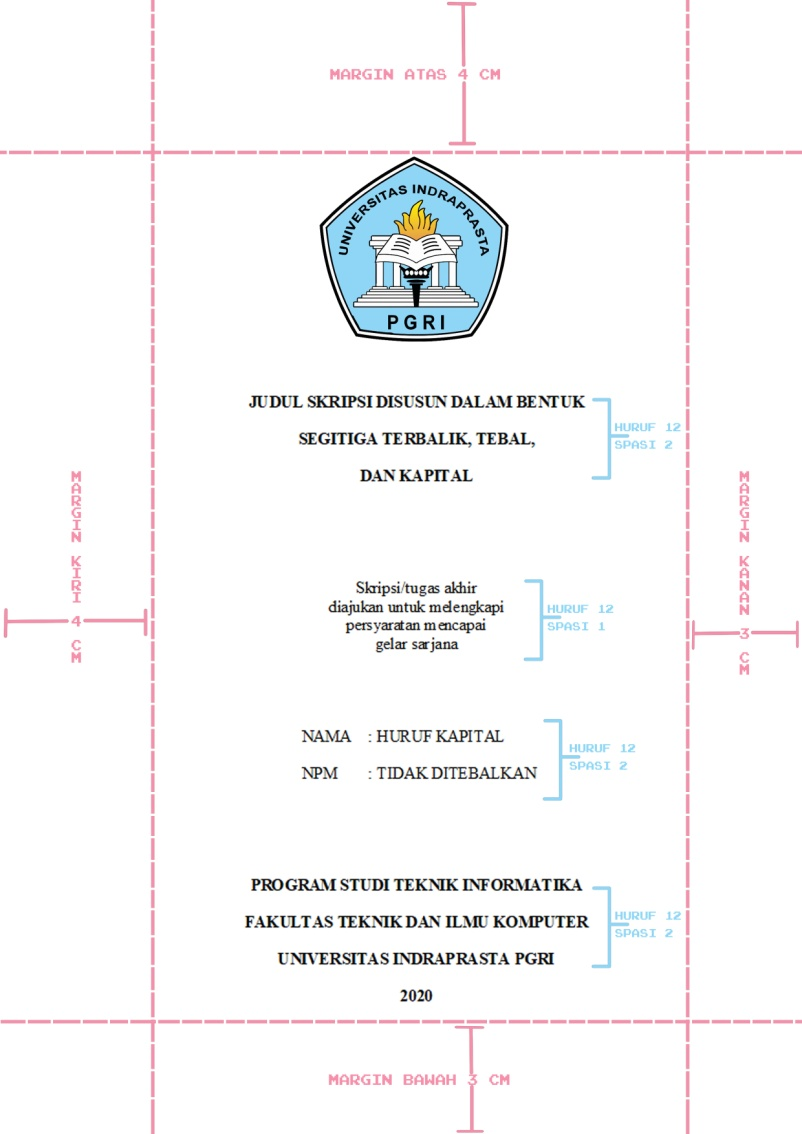 MARGIN ATAS 4 CM
UNIVERSITAS INDRAPRASTA
PGRI
JUDUL SKRIPSI DISUSUN DALAM BENTUK
SEGITIGA TERBALIK, TEBAL,
DAN KAPITAL
HURUF 12
SPASI 2
MARGIN KIRI 4 CM
MARGIN KANAN 3 CM
Skripsi/tugas akhir
diajukan untuk melengkapi
persyaratan mencapai
gelar sarjana
HURUF 12
SPASI 1
NAMA : HURUF KAPITAL
NPM : TIDAK DITEBALKAN
HURUF 12
SPASI 2
PROGRAM STUDI TEKNIK INFORMATIKA
FAKULTAS TEKNIK DAN ILMU KOMPUTER
UNIVERSITAS INDRAPRASTA PGRI
2020
HURUF 12
SPASI 2
MARGIN BAWAH 3 CM